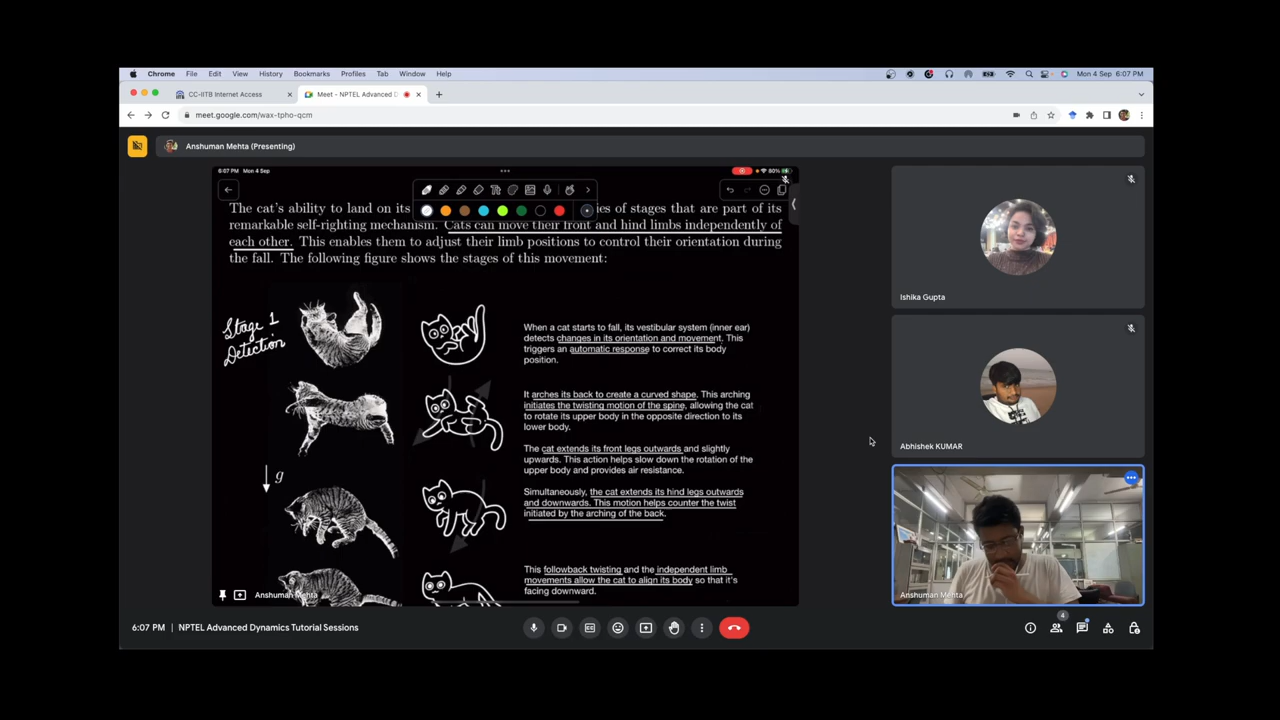 Chrome File Edit View History Bookmarks Profiles Tab Window Help Mon 4 Sep 6:07 PM
CC-IITB Internet Access Meet - NPTEL Advanced D
meet.google.com/wax-tpho-qcm
Anshuman Mehta (Presenting)
6:07 PM Mon 4 Sep 80%
The cat's ability to land on its ies of stages that are part of its
remarkable self-righting mechanism. Cats can move their front and hind limbs independently of
each other. This enables them to adjust their limb positions to control their orientation during
the fall. The following figure shows the stages of this movement:
Stage 1
Detection
When a cat starts to fall, its vestibular system (inner ear)
detects changes in its orientation and movement. This
triggers an automatic response to correct its body
position.
It arches its back to create a curved shape. This arching
initiates the twisting motion of the spine, allowing the cat
to rotate its upper body in the opposite direction to its
lower body.
The cat extends its front legs outwards and slightly
upwards. This action helps slow down the rotation of the
upper body and provides air resistance.
g
Simultaneously, the cat extends its hind legs outwards
and downwards. This motion helps counter the twist
initiated by the arching of the back.
This followback twisting and the independent limb
movements allow the cat to align its body so that it's
facing downward.
Anshuman Mehta
Ishika Gupta
Abhishek KUMAR
Anshuman Mehta
6:07 PM | NPTEL Advanced Dynamics Tutorial Sessions
4